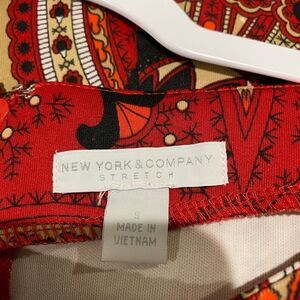 NEW YORK & COMPANY
STRETCH
S
MADE IN
VIETNAM